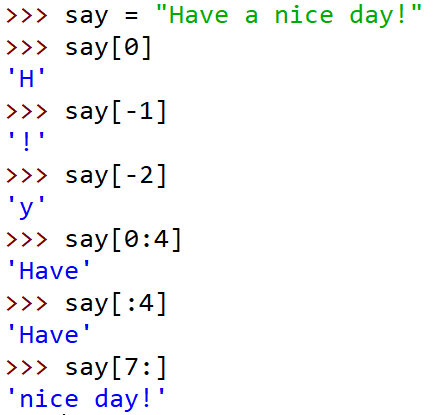 >>> say = "Have a nice day!"
>>> say[0]
'H'
>>> say[-1]
'!'
>>> say[-2]
'y'
>>> say[0:4]
'Have'
>>> say[:4]
'Have'
>>> say[7:]
'nice day!'